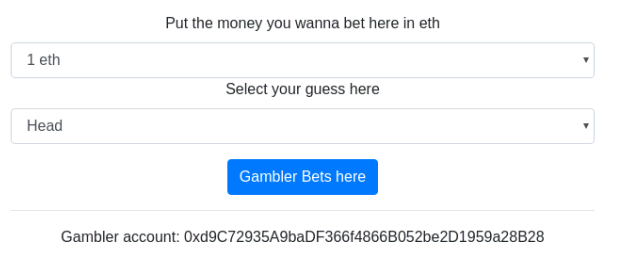 Put the money you wanna bet here in eth
1 eth
Select your guess here
Head
Gambler Bets here
Gambler account: 0xd9C72935A9baDF366f4866B052be2D1959a28B28